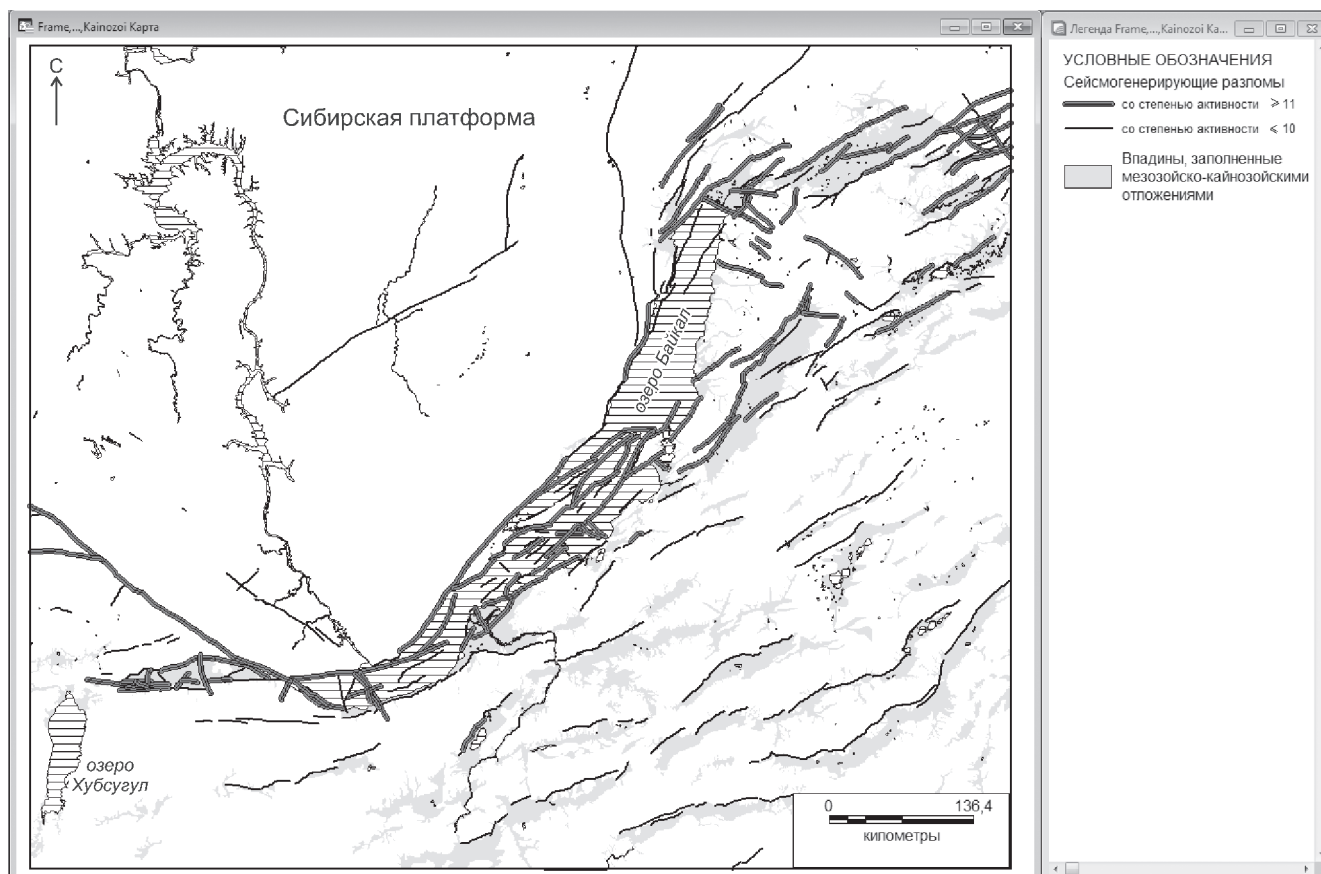 Frame,...,Kainozoi Карта
С
Сибирская платформа
озеро Байкал
озеро
Хубсугул
0 136,4
километры
Легенда Frame,...,Kainozoi Ка...
УСЛОВНЫЕ ОБОЗНАЧЕНИЯ
Сейсмогенерирующие разломы
со степенью активности ⩾ 11
со степенью активности ⩽ 10
Впадины, заполненные
мезозойско-кайнозойскими
отложениями